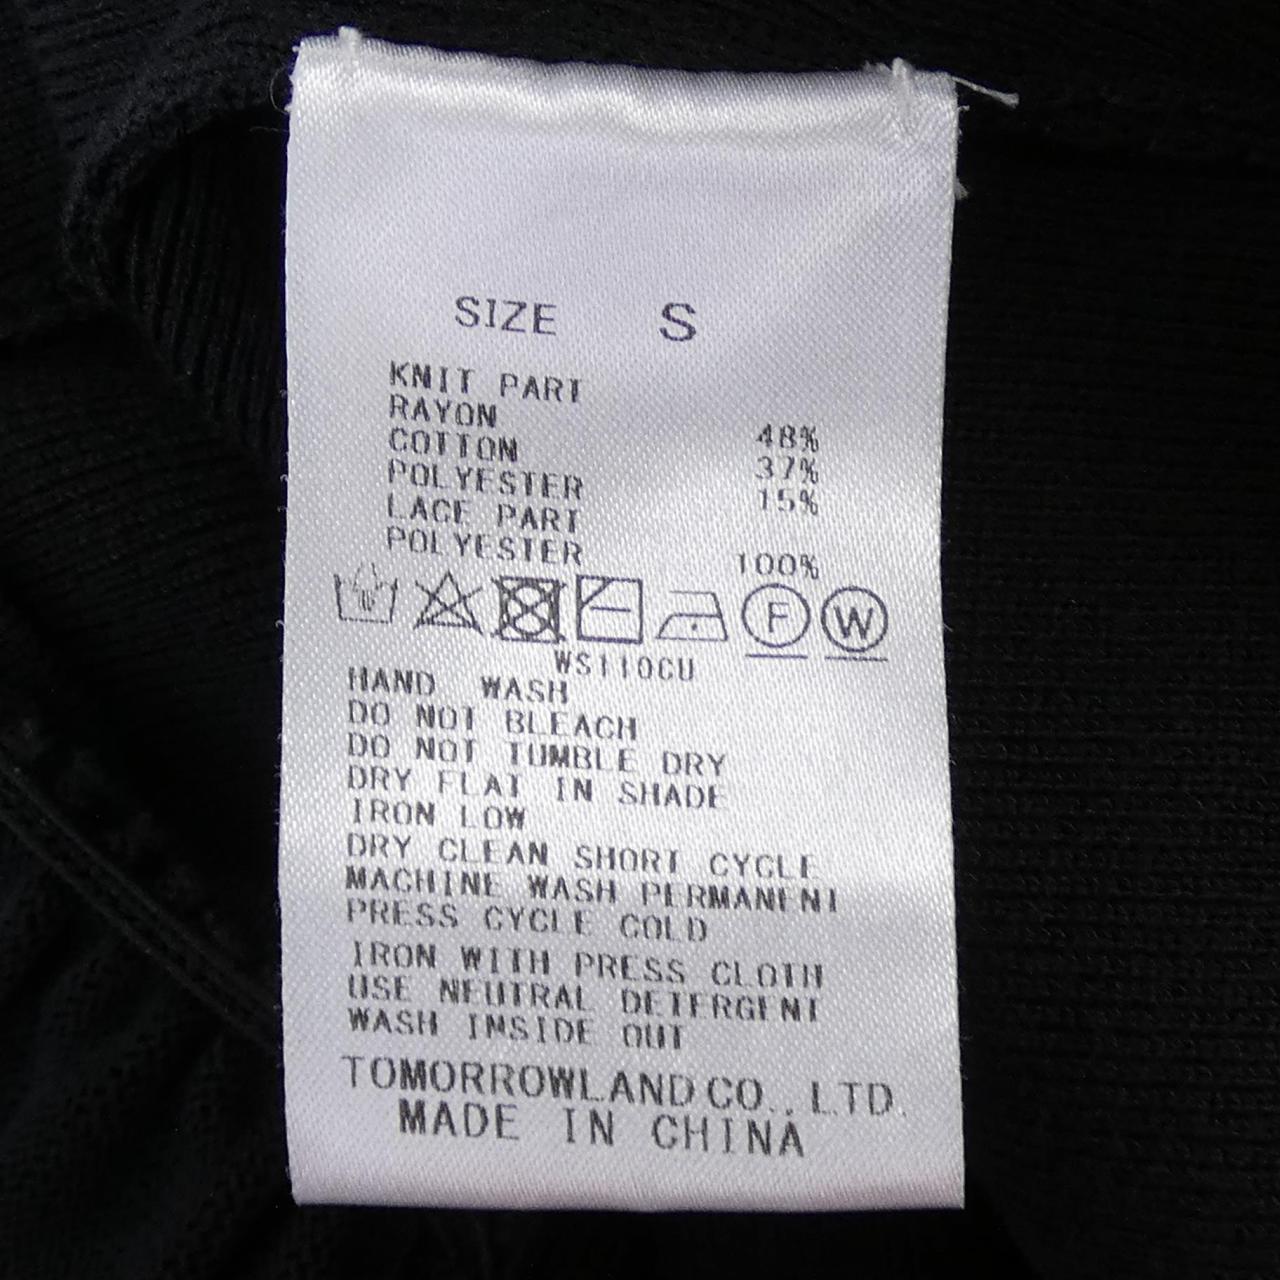 SIZE S
KNIT PART
RAYON 48%
COTTON 37%
POLYESTER 15%
LACE PART
POLYESTER 100%
F W
WS110CU
HAND WASH
DO NOT BLEACH
DO NOT TUMBLE DRY
DRY FLAT IN SHADE
IRON LOW
DRY CLEAN SHORT CYCLE
MACHINE WASH PERMANENT
PRESS CYCLE COLD
IRON WITH PRESS CLOTH
USE NEUTRAL DETERGENT
WASH INSIDE OUT
TOMORROWLAND CO., LTD.
MADE IN CHINA